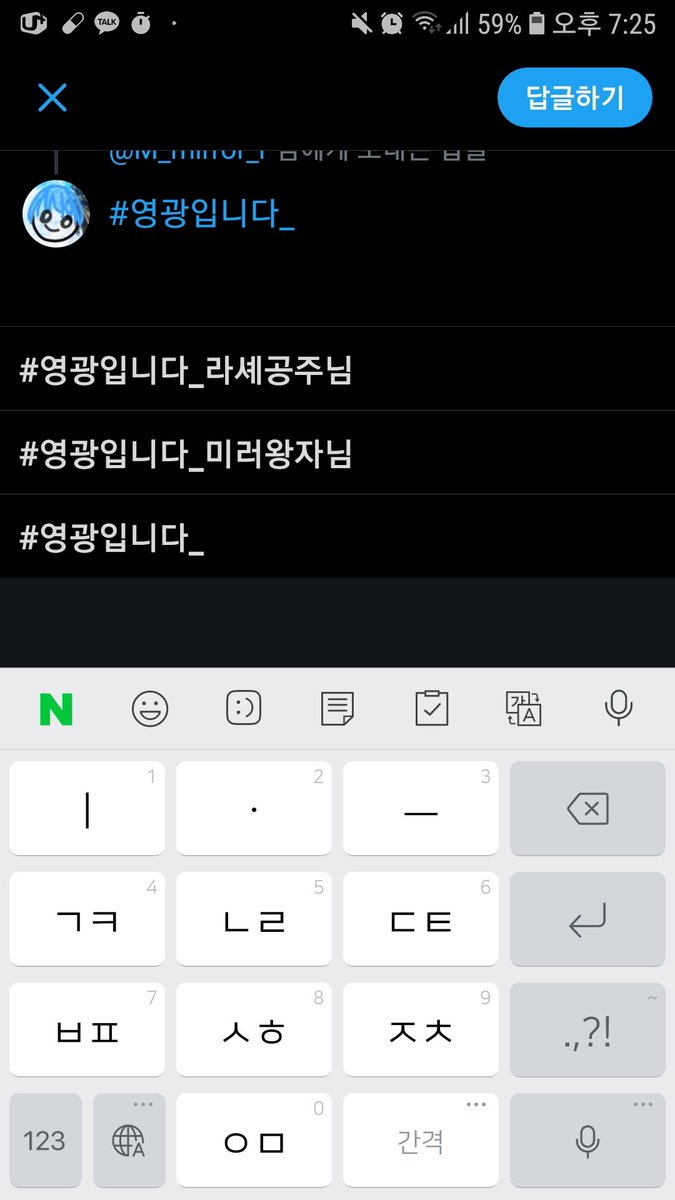 TALK 59% 오후 7:25
답글하기
@M_mirror_r 님에게 보내는 답글
#영광입니다_
#영광입니다_라셰공주님
#영광입니다_미러왕자님
#영광입니다_
N :) 가 A
ㅣ 1 · 2 ㅡ 3
ㄱㅋ 4 ㄴㄹ 5 ㄷㅌ 6
ㅂㅍ 7 ㅅㅎ 8 ㅈㅊ 9 .,?! ~
123 A ㅇㅁ 0 간격